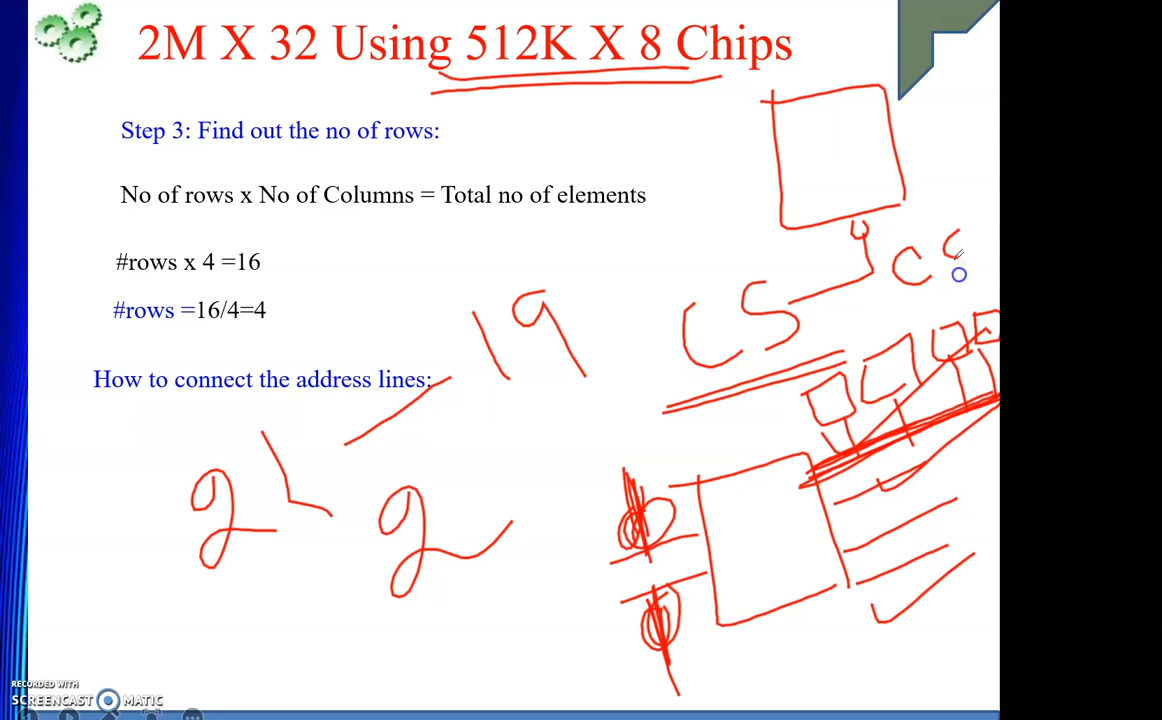 2M X 32 Using 512K X 8 Chips
Step 3: Find out the no of rows:
No of rows x No of Columns = Total no of elements
#rows x 4 =16
CS
#rows =16/4=4
19
CS
How to connect the address lines:
21
2
RECORDED WITH
SCREENCAST MATIC